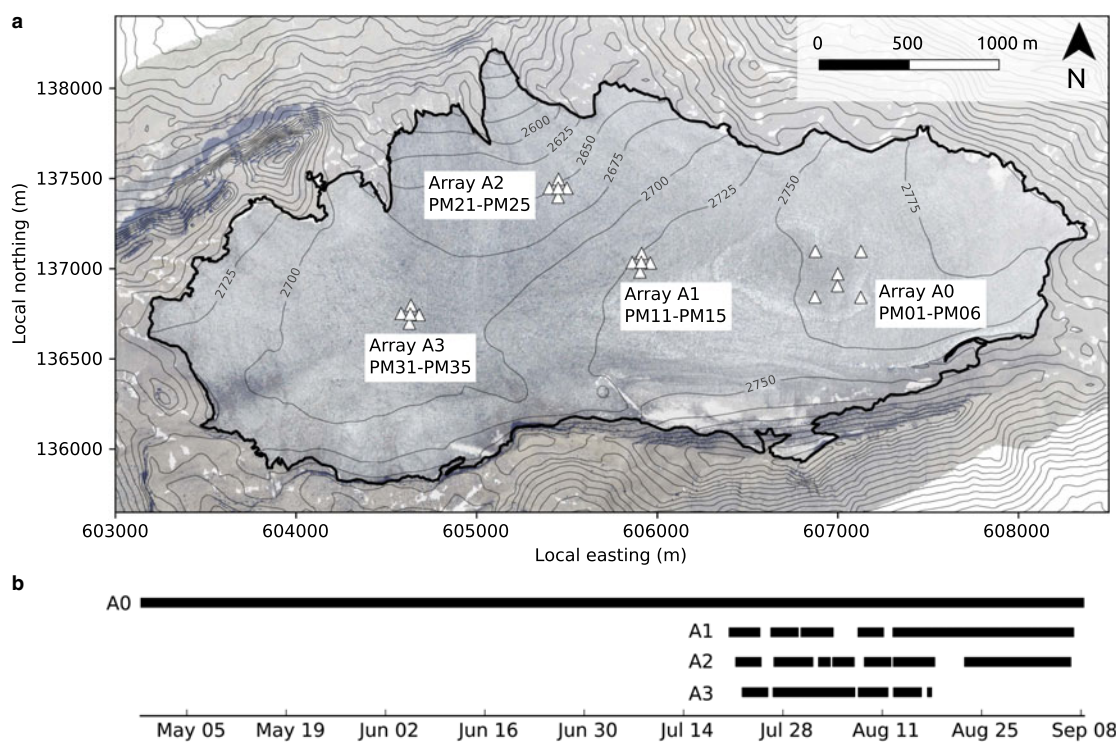 a
0 500 1000 m
N
138000
137500
137000
136500
136000
Local northing (m)
2600
2625
2650
2675
2700
2725
2750
2775
Array A2
PM21-PM25
2725
2700
Array A1
PM11-PM15
Array A0
PM01-PM06
Array A3
PM31-PM35
2750
603000 604000 605000 606000 607000 608000
Local easting (m)
b
A0
A1
A2
A3
May 05 May 19 Jun 02 Jun 16 Jun 30 Jul 14 Jul 28 Aug 11 Aug 25 Sep 08